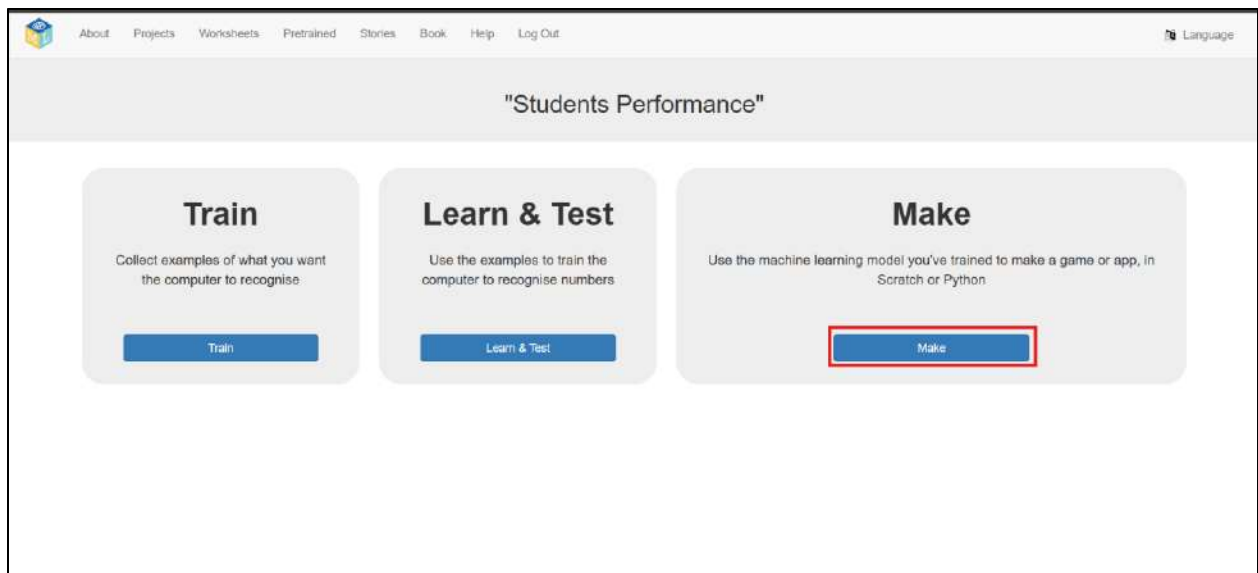 About Projects Worksheets Pretrained Stories Book Help Log Out Language
"Students Performance"
Train
Collect examples of what you want
the computer to recognise
Train
Learn & Test
Use the examples to train the
computer to recognise numbers
Learn & Test
Make
Use the machine learning model you've trained to make a game or app, in
Scratch or Python
Make